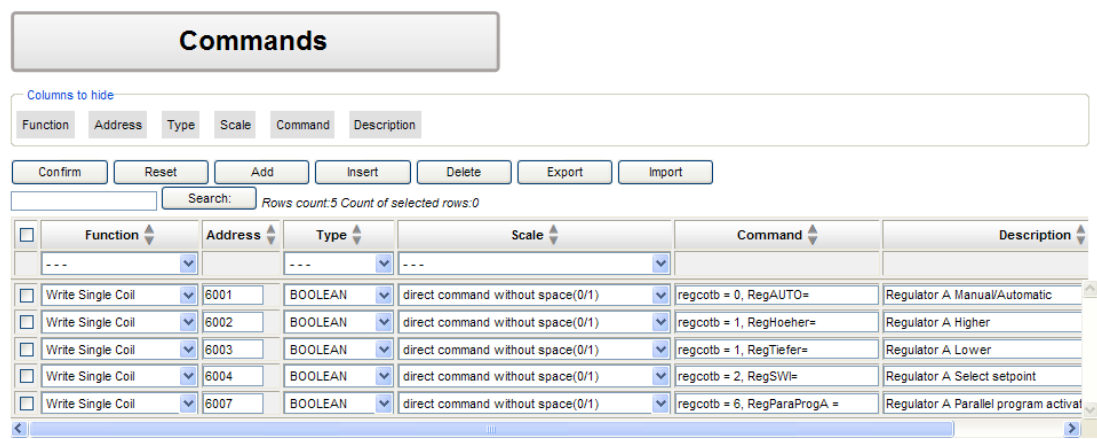 Commands
Columns to hide
Function Address Type Scale Command Description
Confirm Reset Add Insert Delete Export Import
Search: Rows count:5 Count of selected rows:0
Function Address Type Scale Command Description
- - - - - - - - -
Write Single Coil 6001 BOOLEAN direct command without space(0/1) regcotb = 0, RegAUTO= Regulator A Manual/Automatic
Write Single Coil 6002 BOOLEAN direct command without space(0/1) regcotb = 1, RegHoeher= Regulator A Higher
Write Single Coil 6003 BOOLEAN direct command without space(0/1) regcotb = 1, RegTiefer= Regulator A Lower
Write Single Coil 6004 BOOLEAN direct command without space(0/1) regcotb = 2, RegSWI= Regulator A Select setpoint
Write Single Coil 6007 BOOLEAN direct command without space(0/1) regcotb = 6, RegParaProgA = Regulator A Parallel program activat